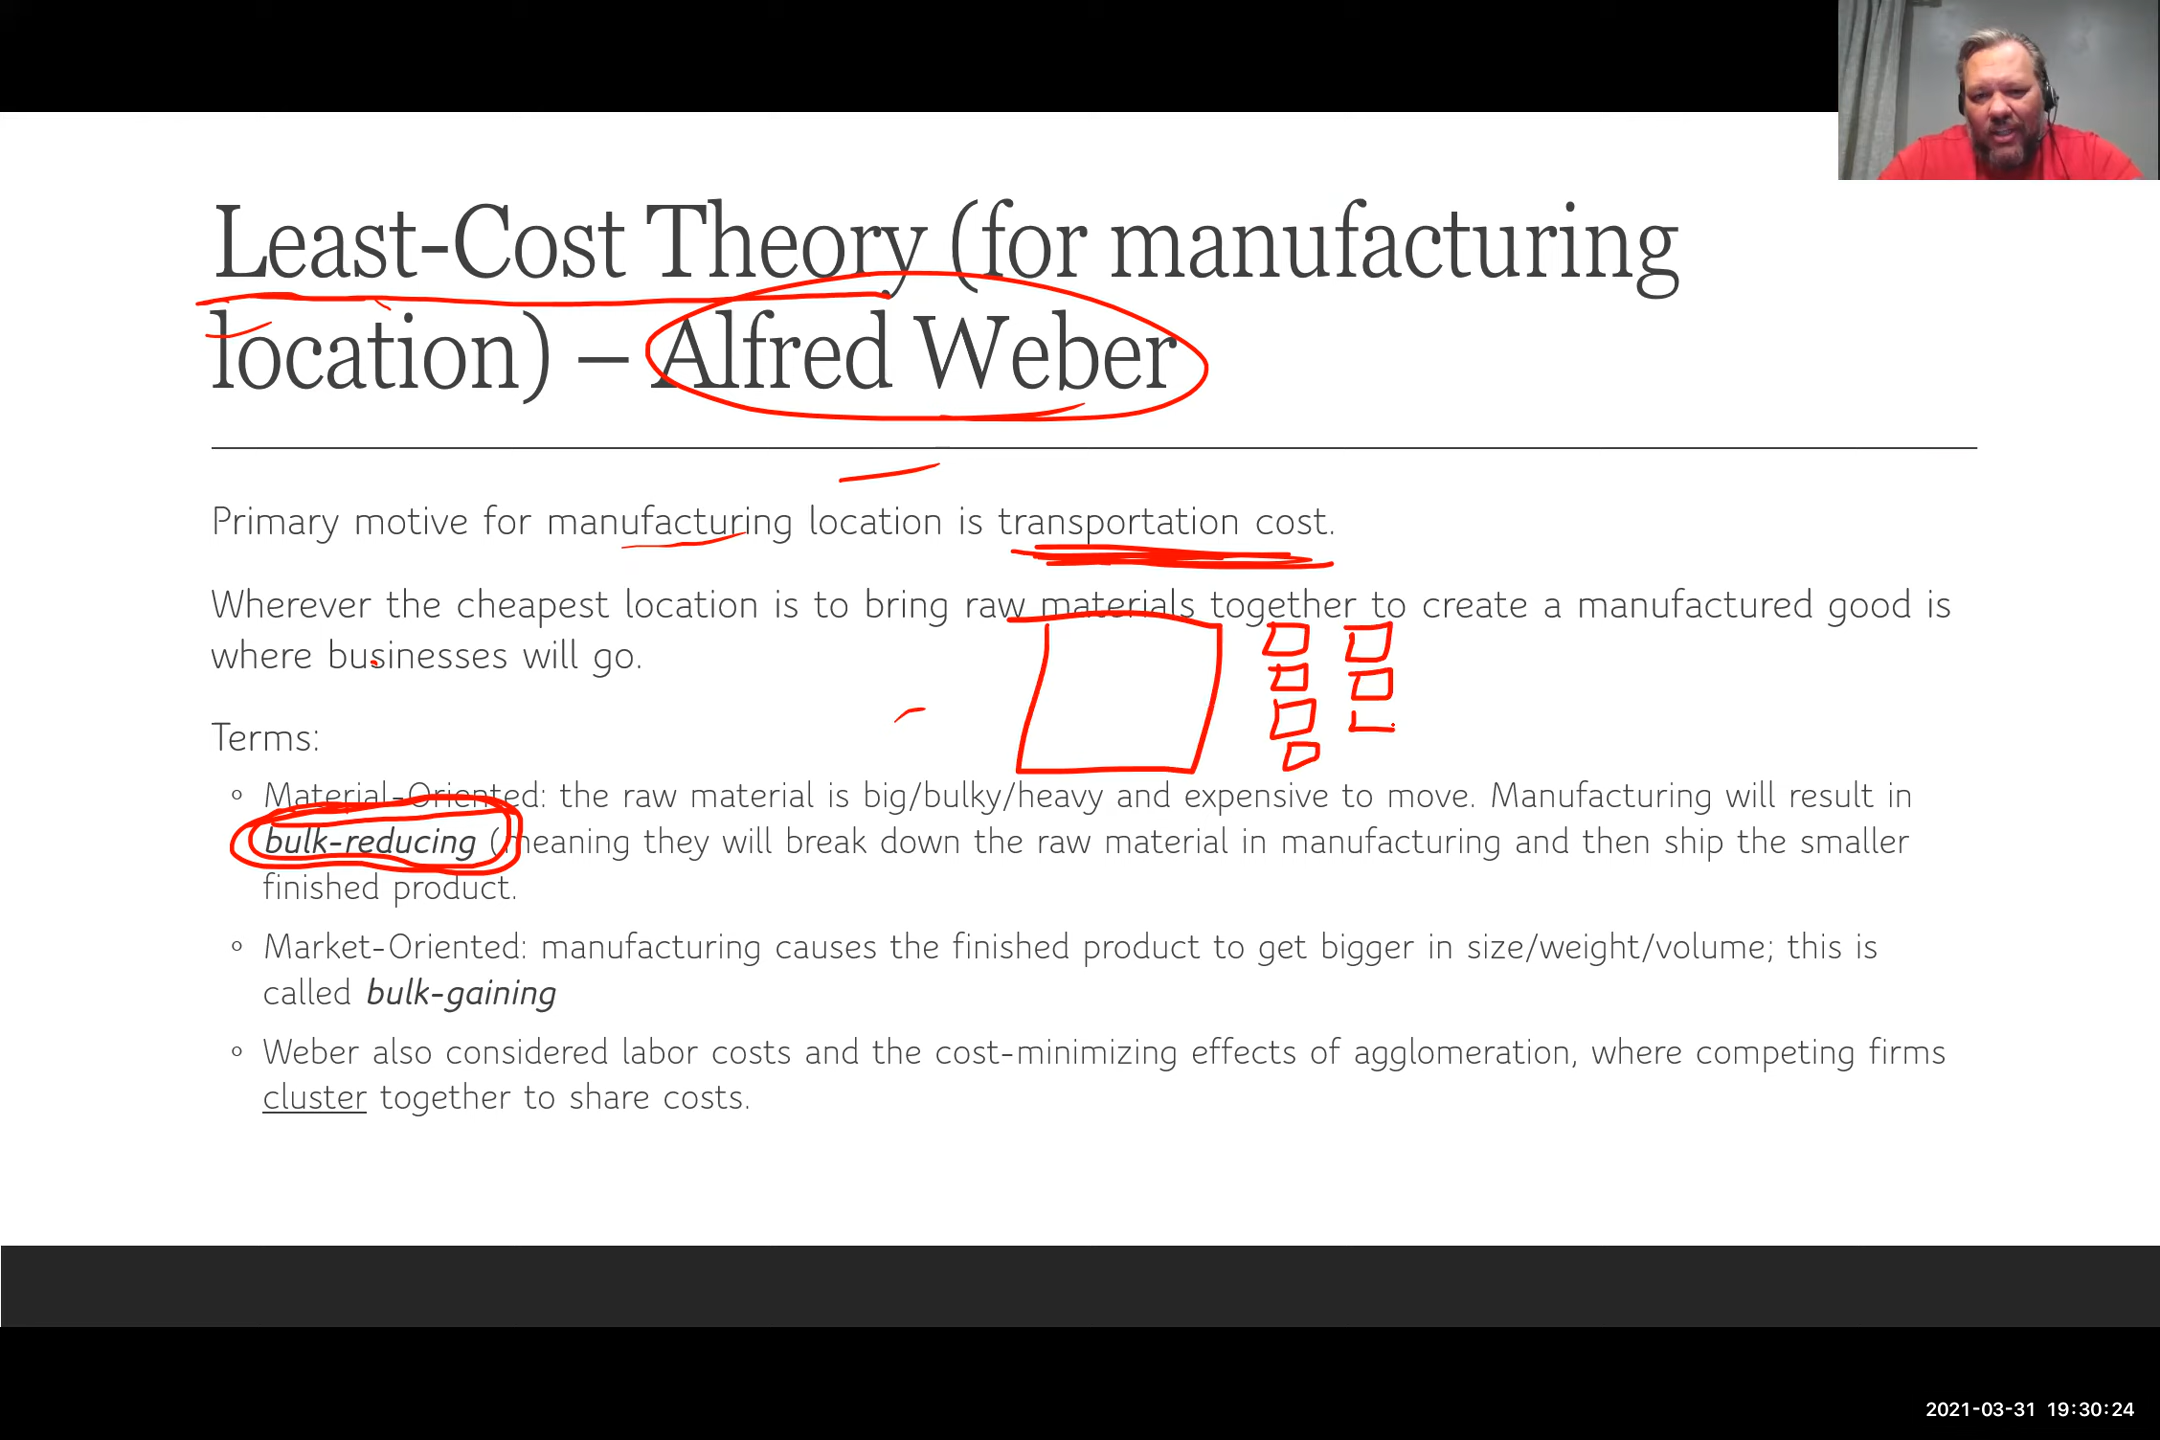 Least-Cost Theory (for manufacturing
location) – Alfred Weber
Primary motive for manufacturing location is transportation cost.
Wherever the cheapest location is to bring raw materials together to create a manufactured good is
where businesses will go.
Terms:
◦ Material-Oriented: the raw material is big/bulky/heavy and expensive to move. Manufacturing will result in
bulk-reducing (meaning they will break down the raw material in manufacturing and then ship the smaller
finished product.
◦ Market-Oriented: manufacturing causes the finished product to get bigger in size/weight/volume; this is
called bulk-gaining
◦ Weber also considered labor costs and the cost-minimizing effects of agglomeration, where competing firms
cluster together to share costs.
2021-03-31 19:30:24